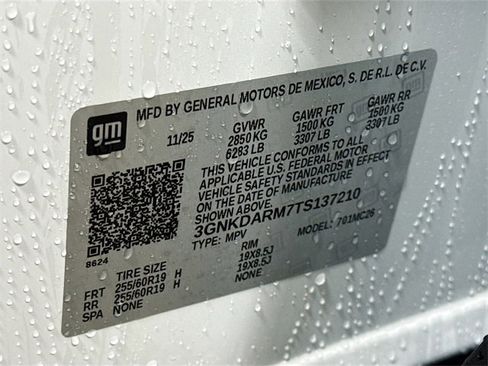 gm
MFD BY GENERAL MOTORS DE MEXICO, S. DE R.L. DE C.V.
11/25 GVWR GAWR FRT GAWR RR
2850 KG 1500 KG 1500 KG
6283 LB 3307 LB 3307 LB
THIS VEHICLE CONFORMS TO ALL
APPLICABLE U.S. FEDERAL MOTOR
VEHICLE SAFETY STANDARDS IN EFFECT
ON THE DATE OF MANUFACTURE
SHOWN ABOVE.
3GNKDARM7TS137210
TYPE: MPV MODEL: 701MC26
8624
TIRE SIZE RIM
FRT 255/60R19 H 19X8.5J
RR 255/60R19 H 19X8.5J
SPA NONE NONE